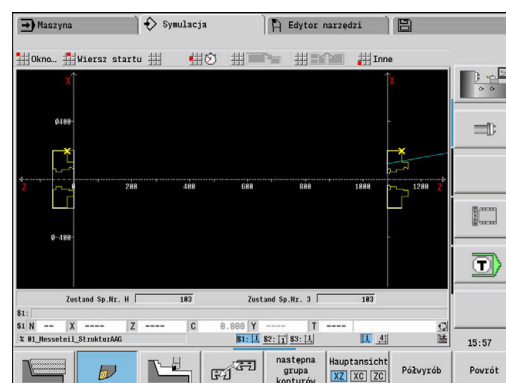 Maszyna Symulacja Edytor narzędzi
Okno... Wiersz startu Inne
X X
Ø400
Z 0 200 400 600 800 1000 1200 Z
Ø-400
Zustand Sp.Nr. H 103 Zustand Sp.Nr. 3 103
$1:
$1 N -- X ---- Z ---- C 0.000 Y ---- T ----
$1: $2: $3:
15:57
następna grupa konturów
Hauptansicht
XZ XC ZC
Półwyrób
Powrót